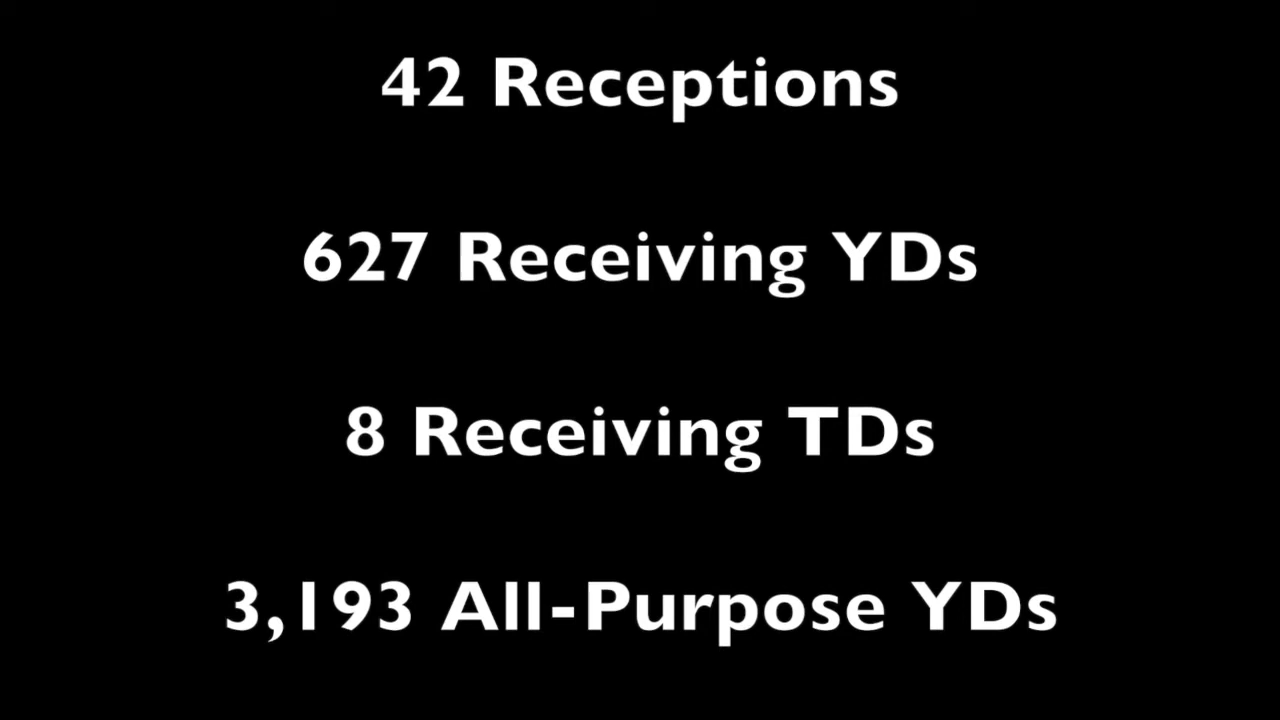 42 Receptions
627 Receiving YDs
8 Receiving TDs
3,193 All-Purpose YDs